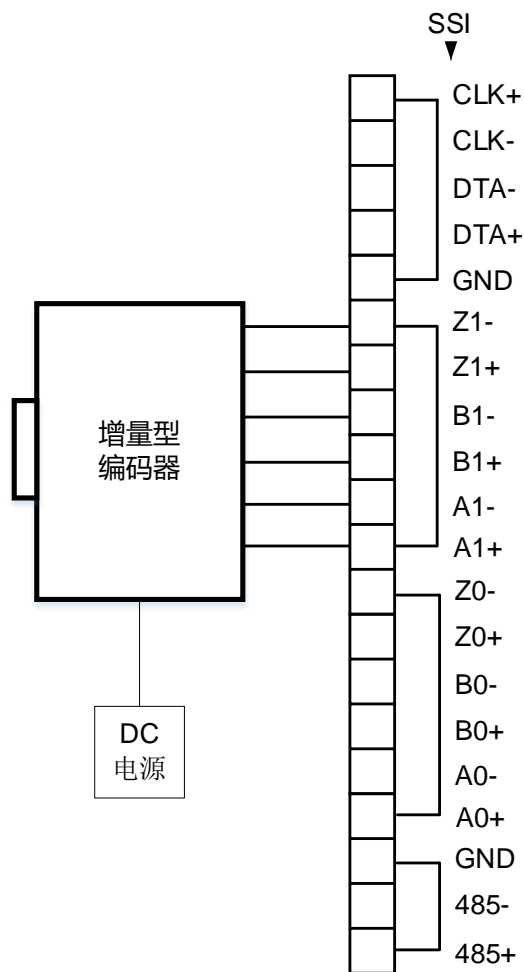 SSI
CLK+
CLK-
DTA-
DTA+
GND
Z1-
Z1+
B1-
B1+
A1-
A1+
Z0-
Z0+
B0-
B0+
A0-
A0+
GND
485-
485+
增量型
编码器
DC
电源